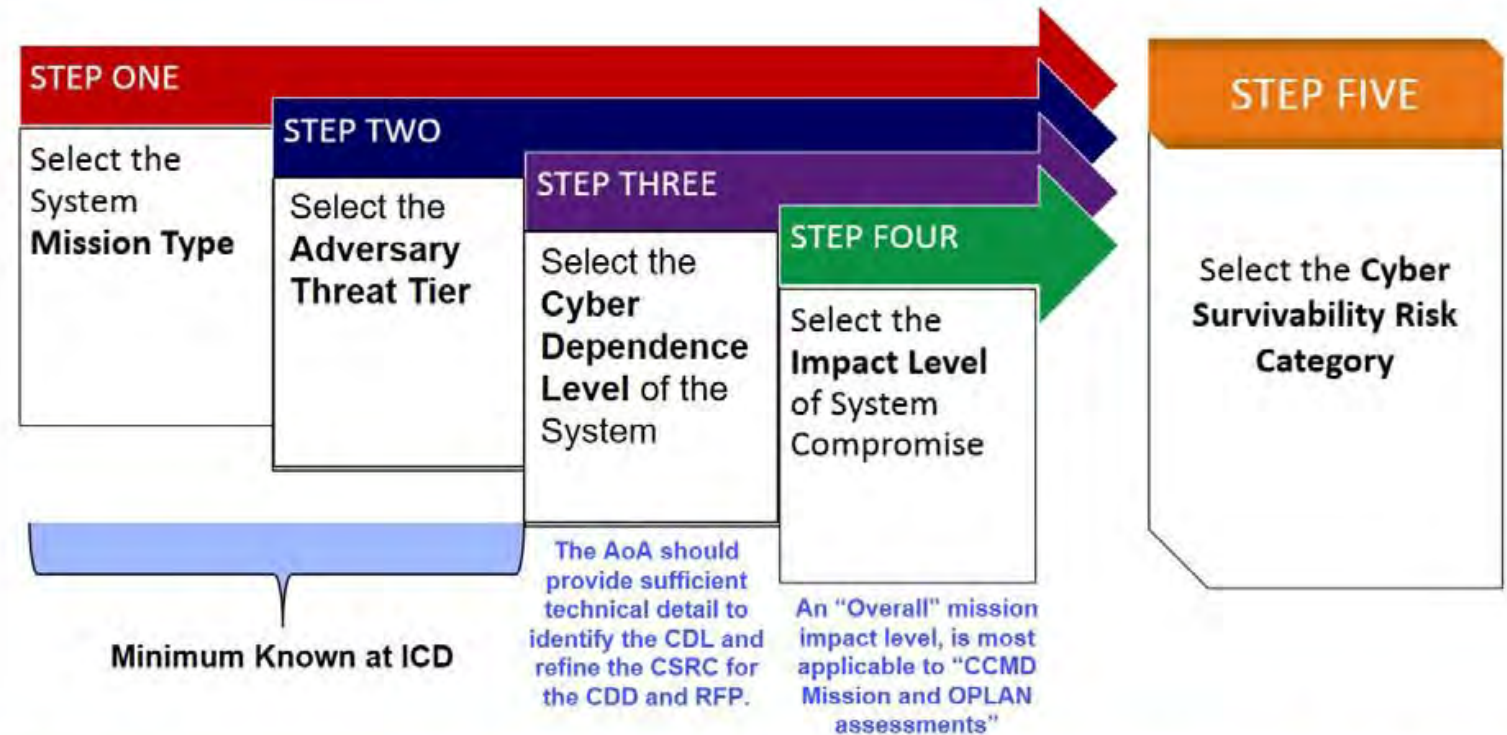 STEP ONE
Select the
System
Mission Type
STEP TWO
Select the
Adversary
Threat Tier
STEP THREE
Select the
Cyber
Dependence
Level of the
System
STEP FOUR
Select the
Impact Level
of System
Compromise
STEP FIVE
Select the Cyber
Survivability Risk
Category
Minimum Known at ICD
The AoA should
provide sufficient
technical detail to
identify the CDL and
refine the CSRC for
the CDD and RFP.
An “Overall” mission
impact level, is most
applicable to “CCMD
Mission and OPLAN
assessments”